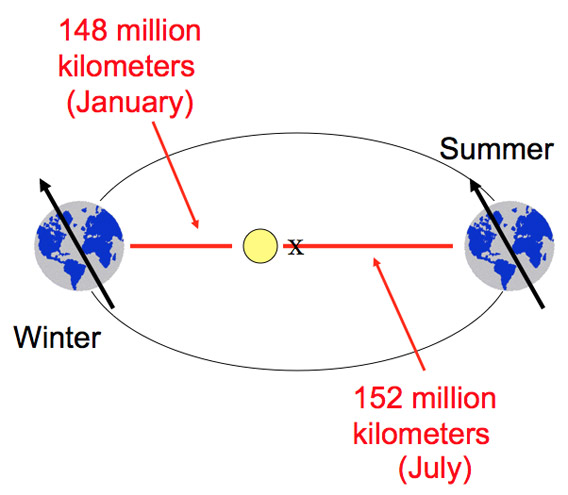 148 million
kilometers
(January)
Summer
x
Winter
152 million
kilometers
(July)